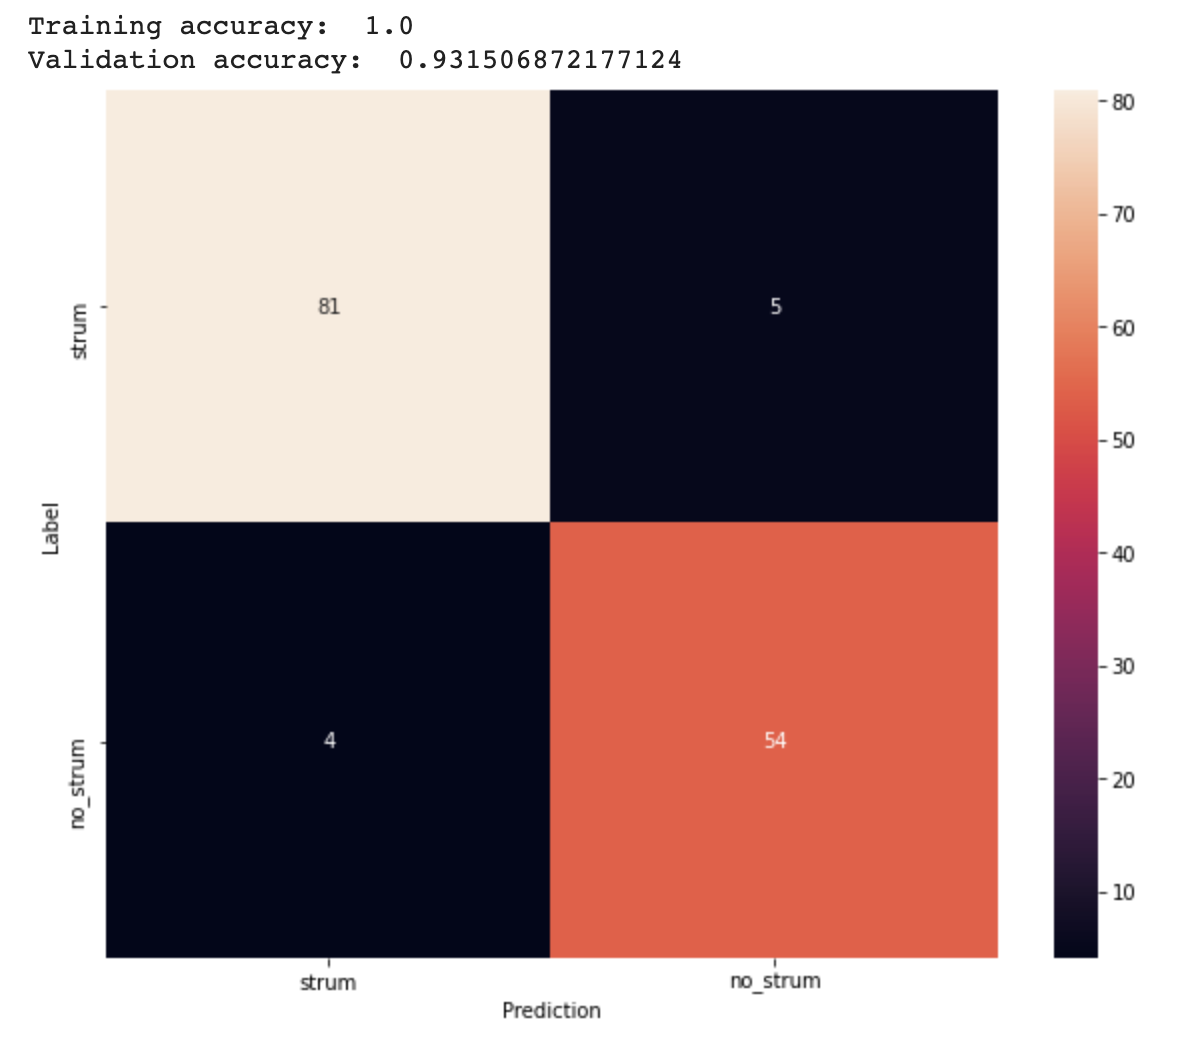 Training accuracy:  1.0
Validation accuracy:  0.931506872177124
80
81
5
strum
70
60
50
Label
40
30
4
54
no_strum
20
10
strum
no_strum
Prediction